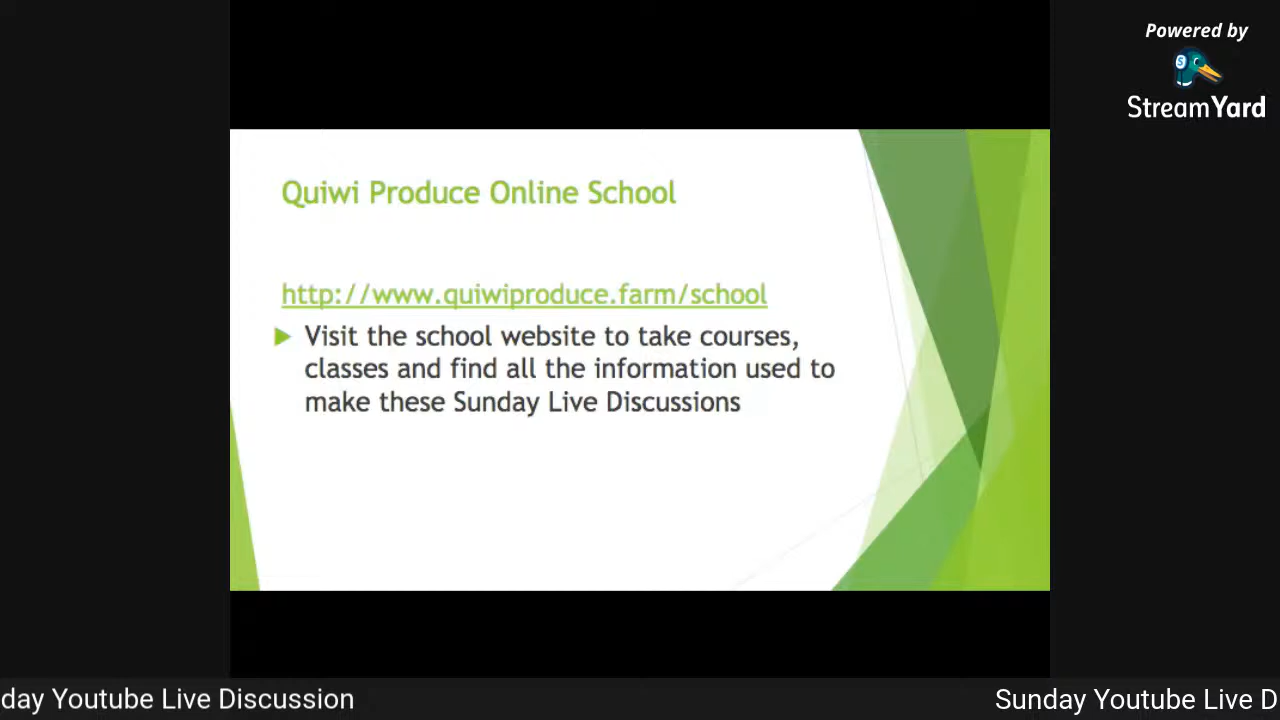 Powered by
StreamYard
Quiwi Produce Online School
http://www.quiwiproduce.farm/school
Visit the school website to take courses,
classes and find all the information used to
make these Sunday Live Discussions
day Youtube Live Discussion
Sunday Youtube Live D